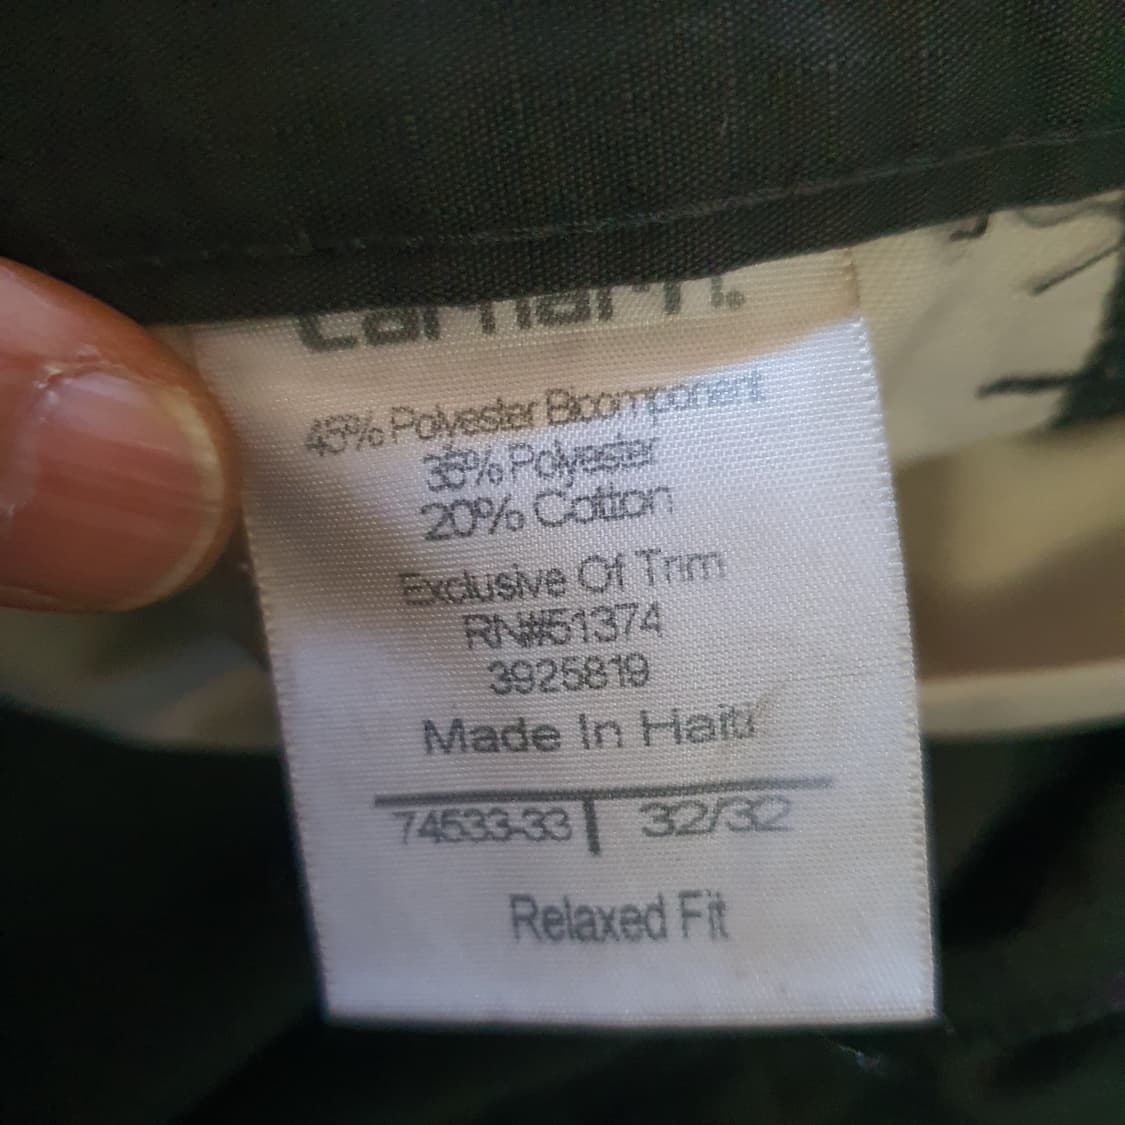 carhartt.
45% Polyester Bicomponent
35% Polyester
20% Cotton
Exclusive Of Trim
RN#51374
3925819
Made In Haiti
74533-33 | 32/32
Relaxed Fit